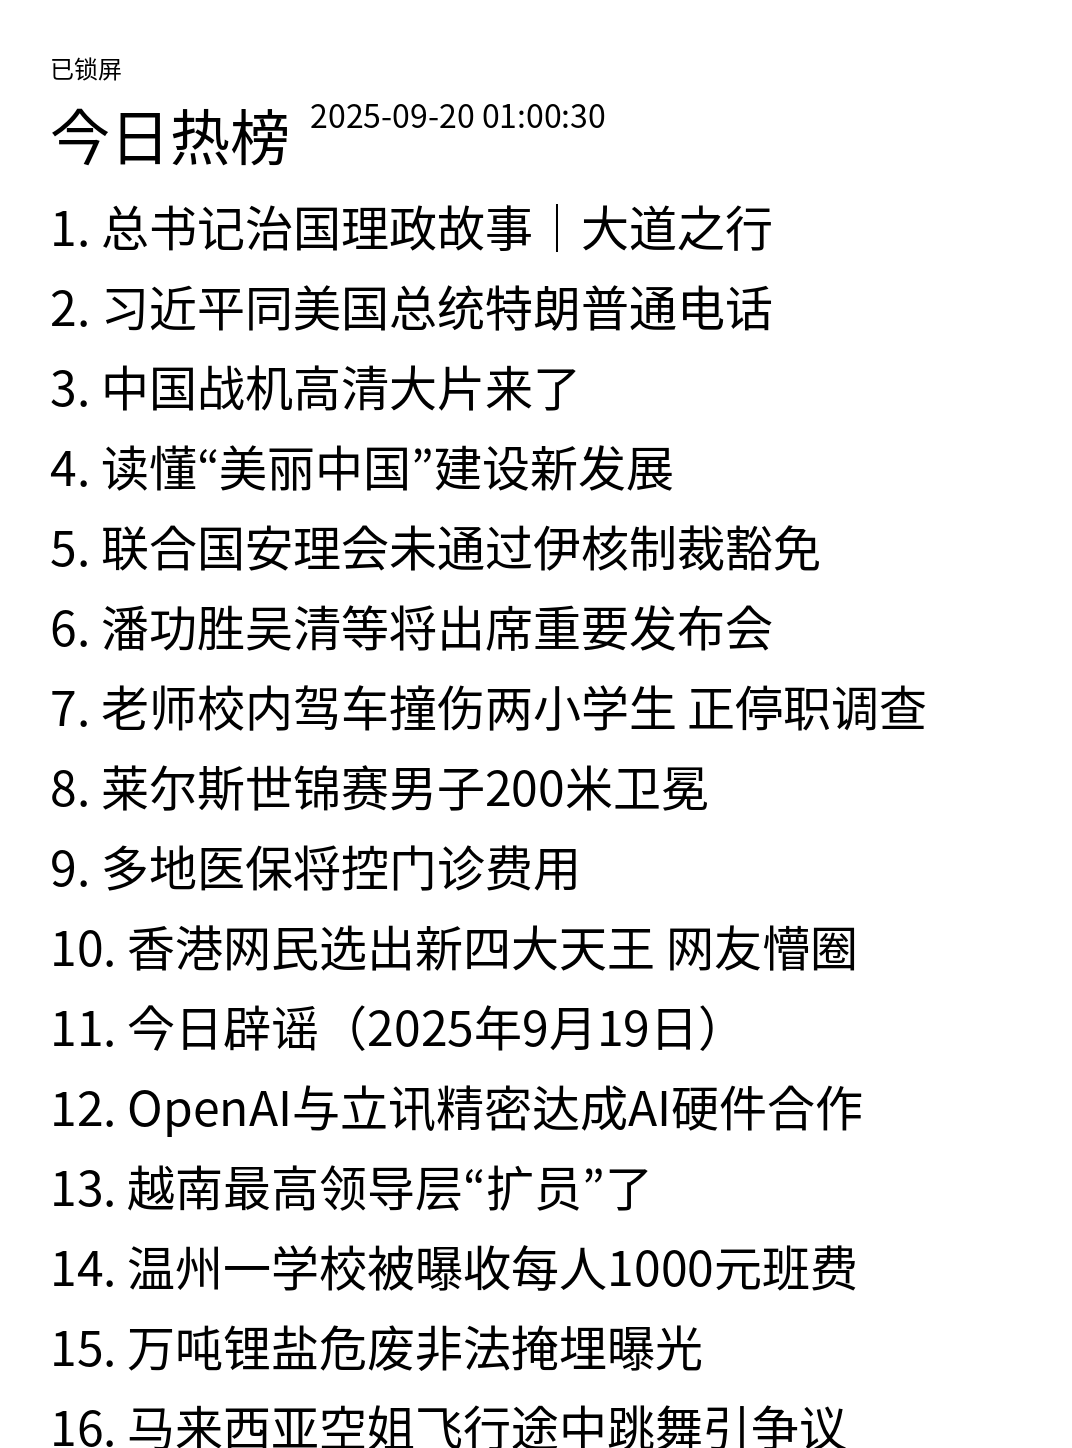 已锁屏
今日热榜 2025-09-20 01:00:30
1. 总书记治国理政故事｜大道之行
2. 习近平同美国总统特朗普通电话
3. 中国战机高清大片来了
4. 读懂“美丽中国”建设新发展
5. 联合国安理会未通过伊核制裁豁免
6. 潘功胜吴清等将出席重要发布会
7. 老师校内驾车撞伤两小学生 正停职调查
8. 莱尔斯世锦赛男子200米卫冕
9. 多地医保将控门诊费用
10. 香港网民选出新四大天王 网友懵圈
11. 今日辟谣（2025年9月19日）
12. OpenAI与立讯精密达成AI硬件合作
13. 越南最高领导层“扩员”了
14. 温州一学校被曝收每人1000元班费
15. 万吨锂盐危废非法掩埋曝光
16. 马来西亚空姐飞行途中跳舞引争议